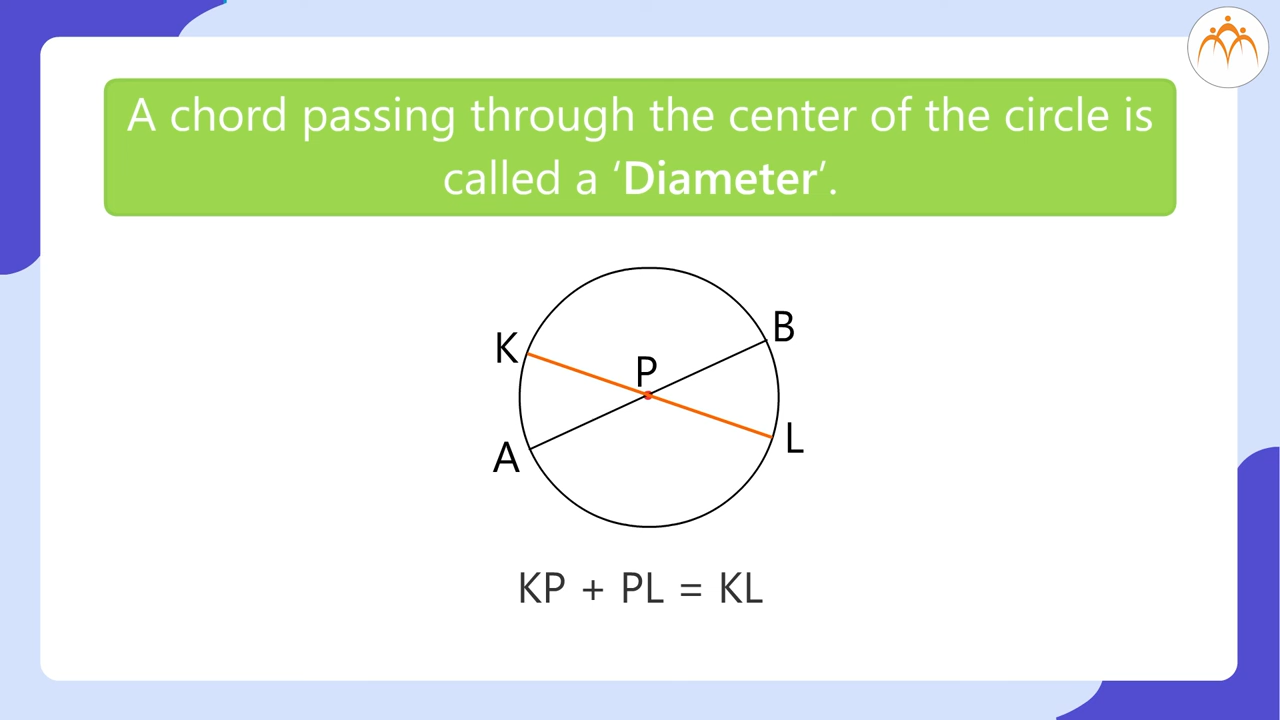 A chord passing through the center of the circle is
called a ‘Diameter’.
B
K
P
L
A
KP + PL = KL